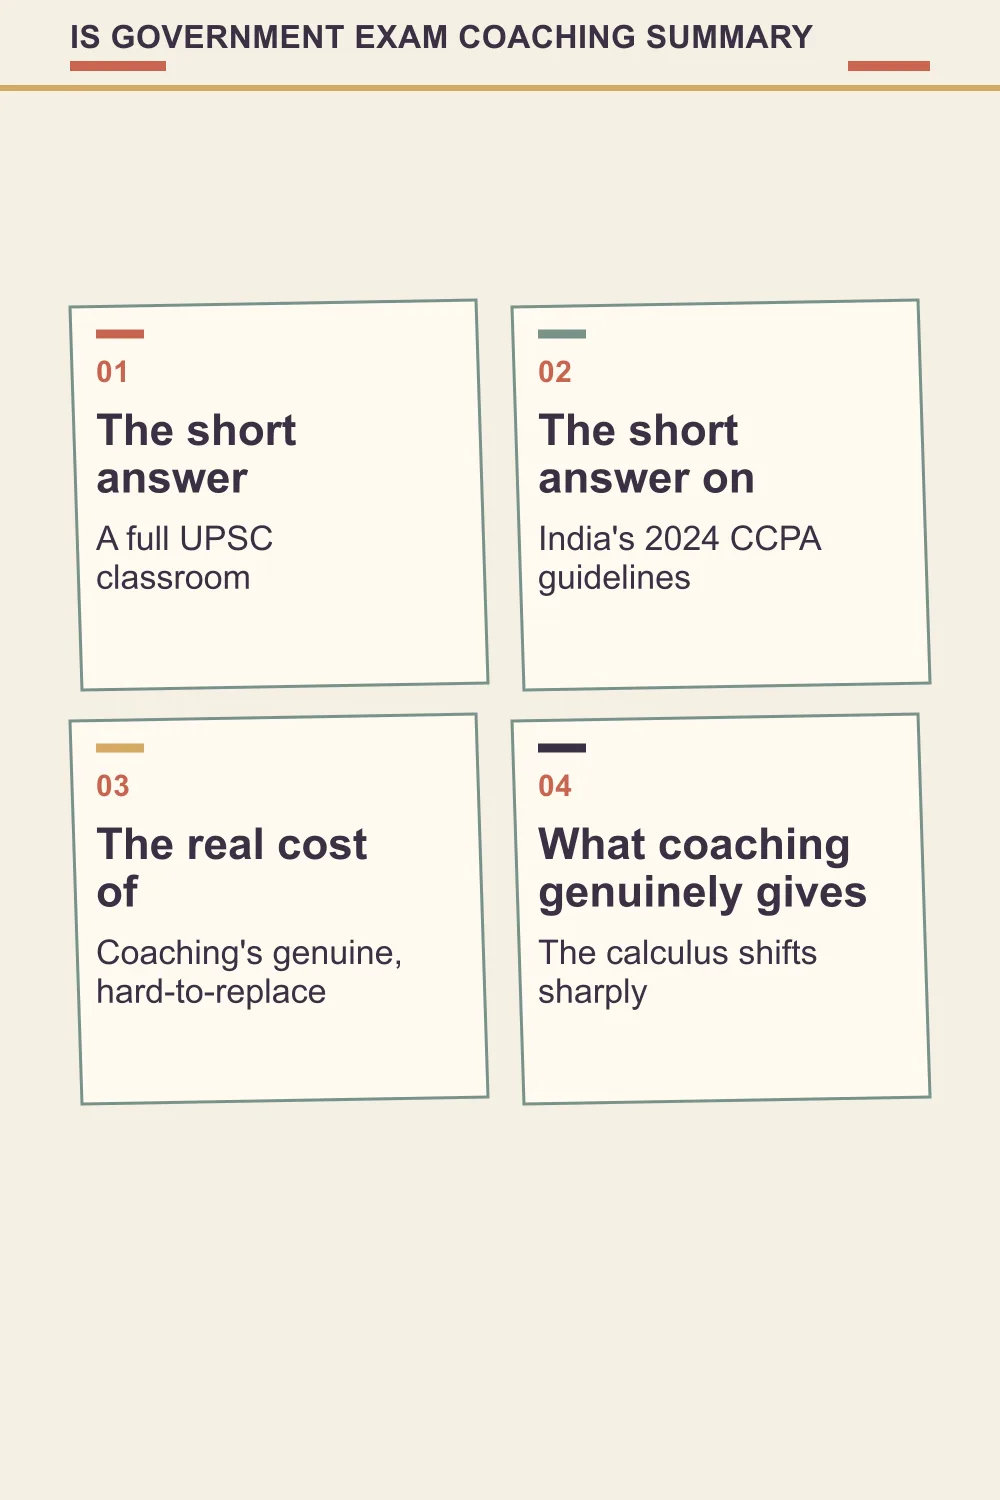 IS GOVERNMENT EXAM COACHING SUMMARY
01
The short
answer
A full UPSC
classroom
02
The short
answer on
India's 2024 CCPA
guidelines
03
The real cost
of
Coaching's genuine,
hard-to-replace
04
What coaching
genuinely gives
The calculus shifts
sharply